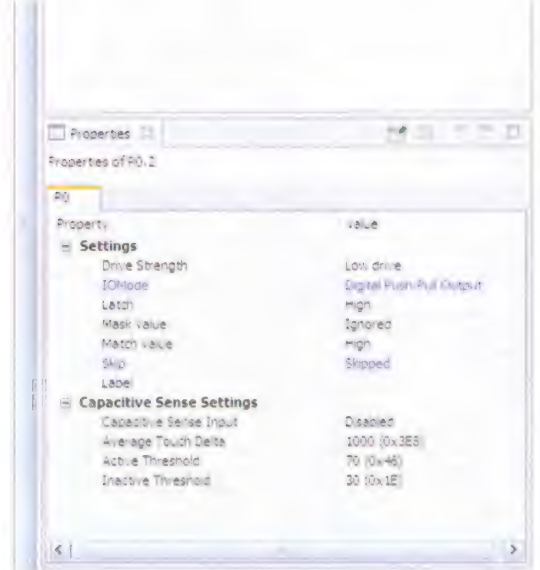 Properties
Properties of P0.2
P0
Property Value
Settings
Drive Strength Low drive
IOMode Digital Push-Pull Output
Latch High
Mask value Ignored
Match value High
Skip Skipped
Label
Capacitive Sense Settings
Capacitive Sense Input Disabled
Average Touch Delta 1000 (0x3E8)
Active Threshold 70 (0x46)
Inactive Threshold 30 (0x1E)